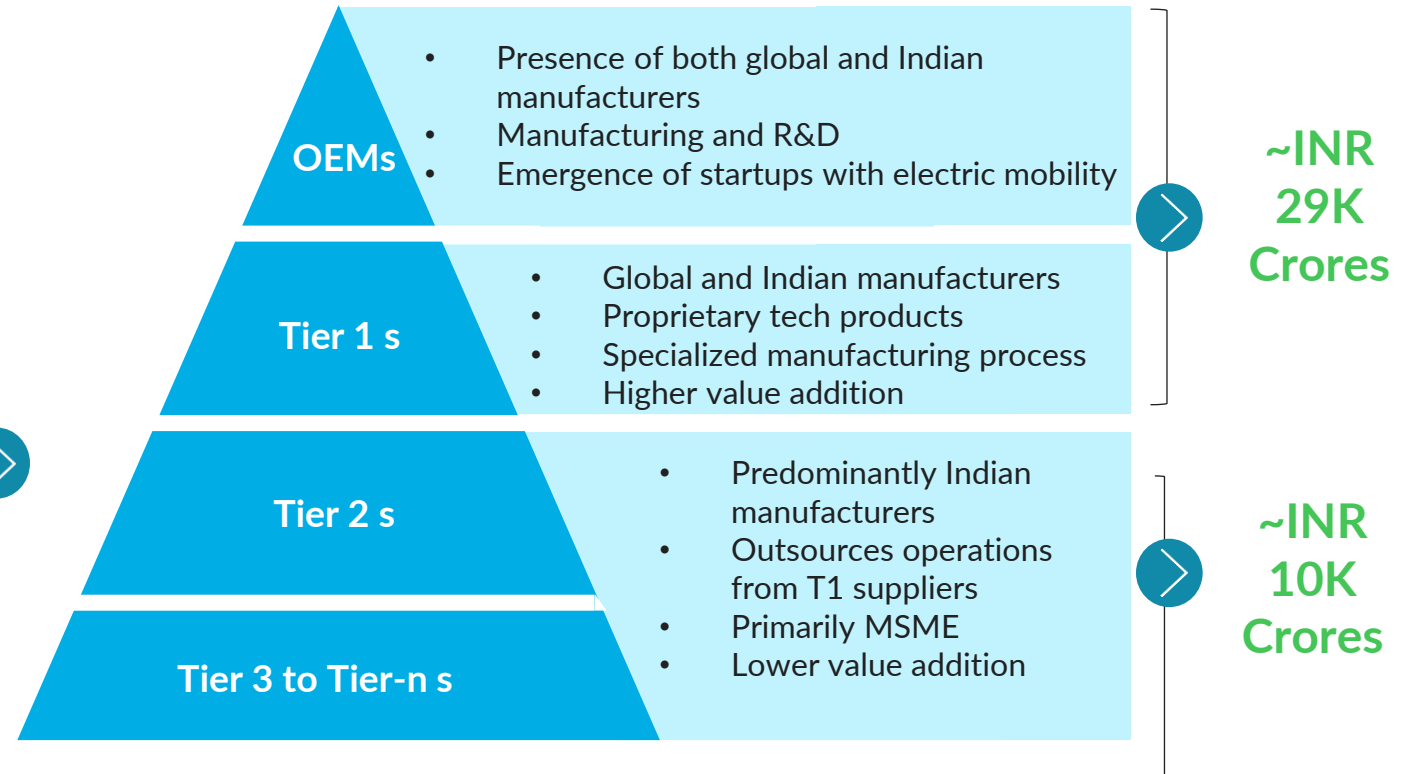 OEMs
• Presence of both global and Indian
manufacturers
• Manufacturing and R&D
• Emergence of startups with electric mobility
~INR
29K
Crores
Tier 1 s
• Global and Indian manufacturers
• Proprietary tech products
• Specialized manufacturing process
• Higher value addition
Tier 2 s
Tier 3 to Tier-n s
• Predominantly Indian
manufacturers
• Outsources operations
from T1 suppliers
• Primarily MSME
• Lower value addition
~INR
10K
Crores